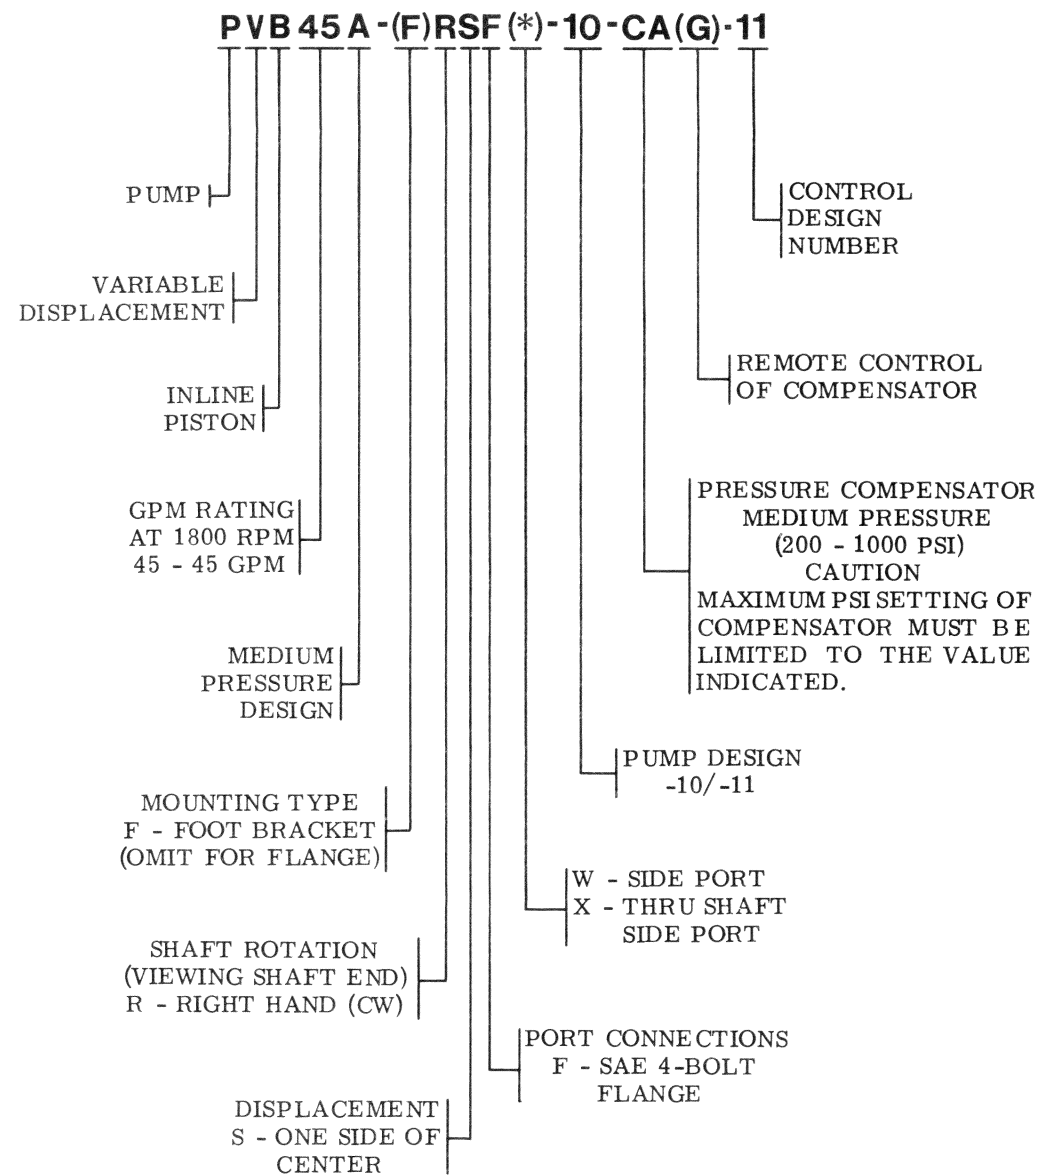 PVB45A-(F)RSF(*)-10-CA(G)-11
PUMP
VARIABLE
DISPLACEMENT
INLINE
PISTON
GPM RATING
AT 1800 RPM
45 - 45 GPM
MEDIUM
PRESSURE
DESIGN
MOUNTING TYPE
F - FOOT BRACKET
(OMIT FOR FLANGE)
SHAFT ROTATION
(VIEWING SHAFT END)
R - RIGHT HAND (CW)
DISPLACEMENT
S - ONE SIDE OF
CENTER
CONTROL
DESIGN
NUMBER
REMOTE CONTROL
OF COMPENSATOR
PRESSURE COMPENSATOR
MEDIUM PRESSURE
(200 - 1000 PSI)
CAUTION
MAXIMUM PSI SETTING OF
COMPENSATOR MUST BE
LIMITED TO THE VALUE
INDICATED.
PUMP DESIGN
-10/-11
W - SIDE PORT
X - THRU SHAFT
SIDE PORT
PORT CONNECTIONS
F - SAE 4-BOLT
FLANGE